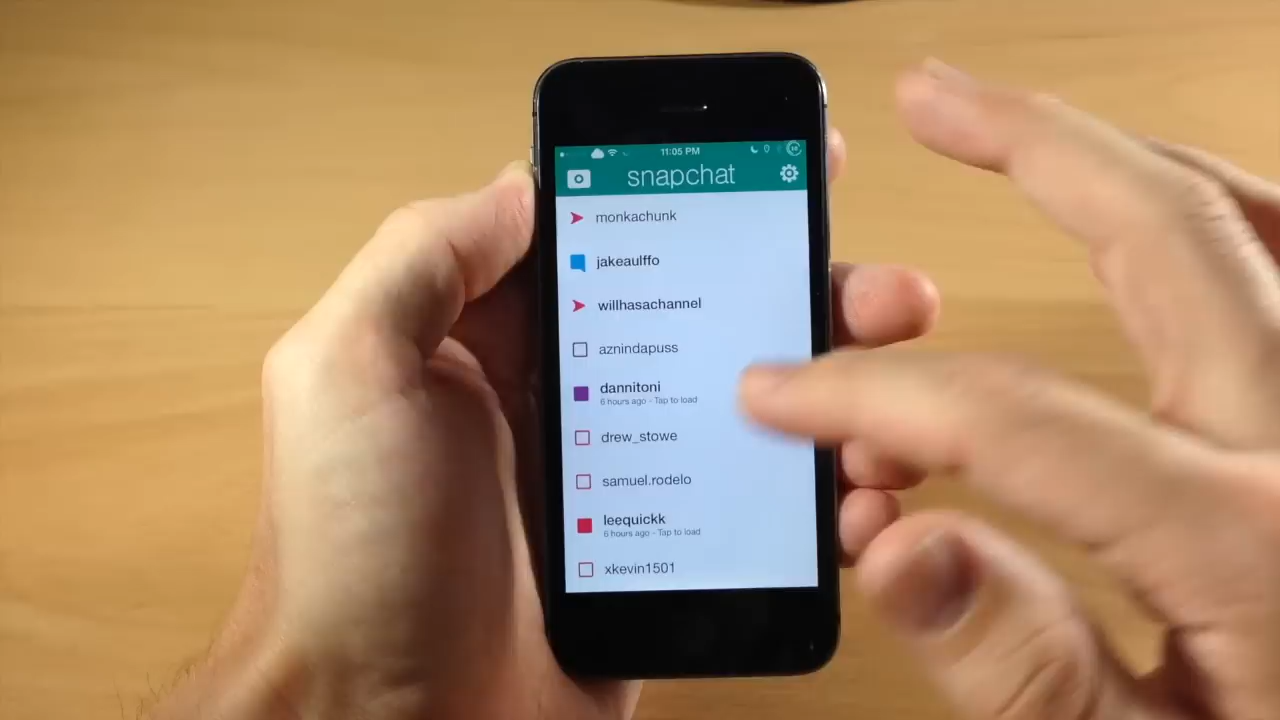 11:05 PM
snapchat
monkachunk
jakeaulffo
willhasachannel
aznindapuss
dannitoni
6 hours ago - Tap to load
drew_stowe
samuel.rodelo
leequickk
6 hours ago - Tap to load
xkevin1501